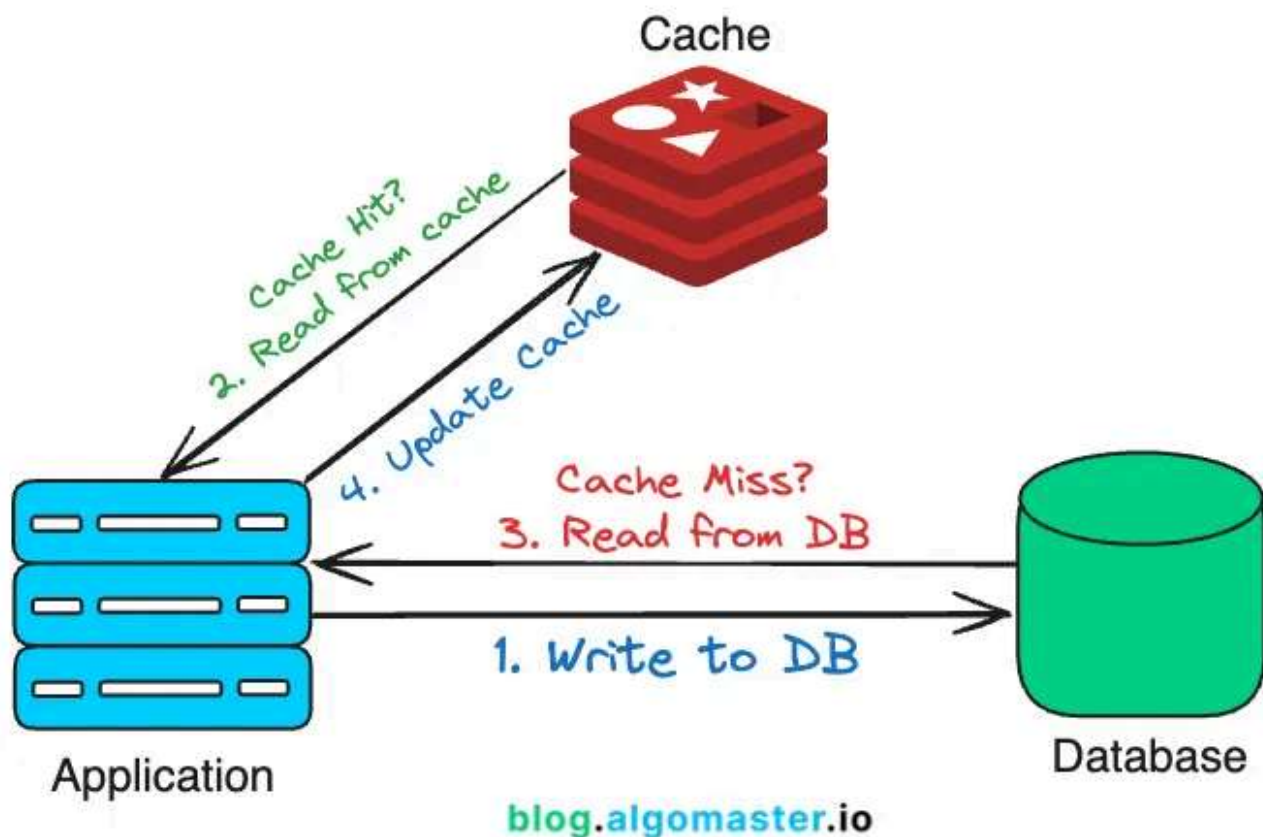 Cache
Cache Hit?
2. Read from cache
4. Update Cache
Cache Miss?
3. Read from DB
1. Write to DB
Application
Database
blog.algomaster.io